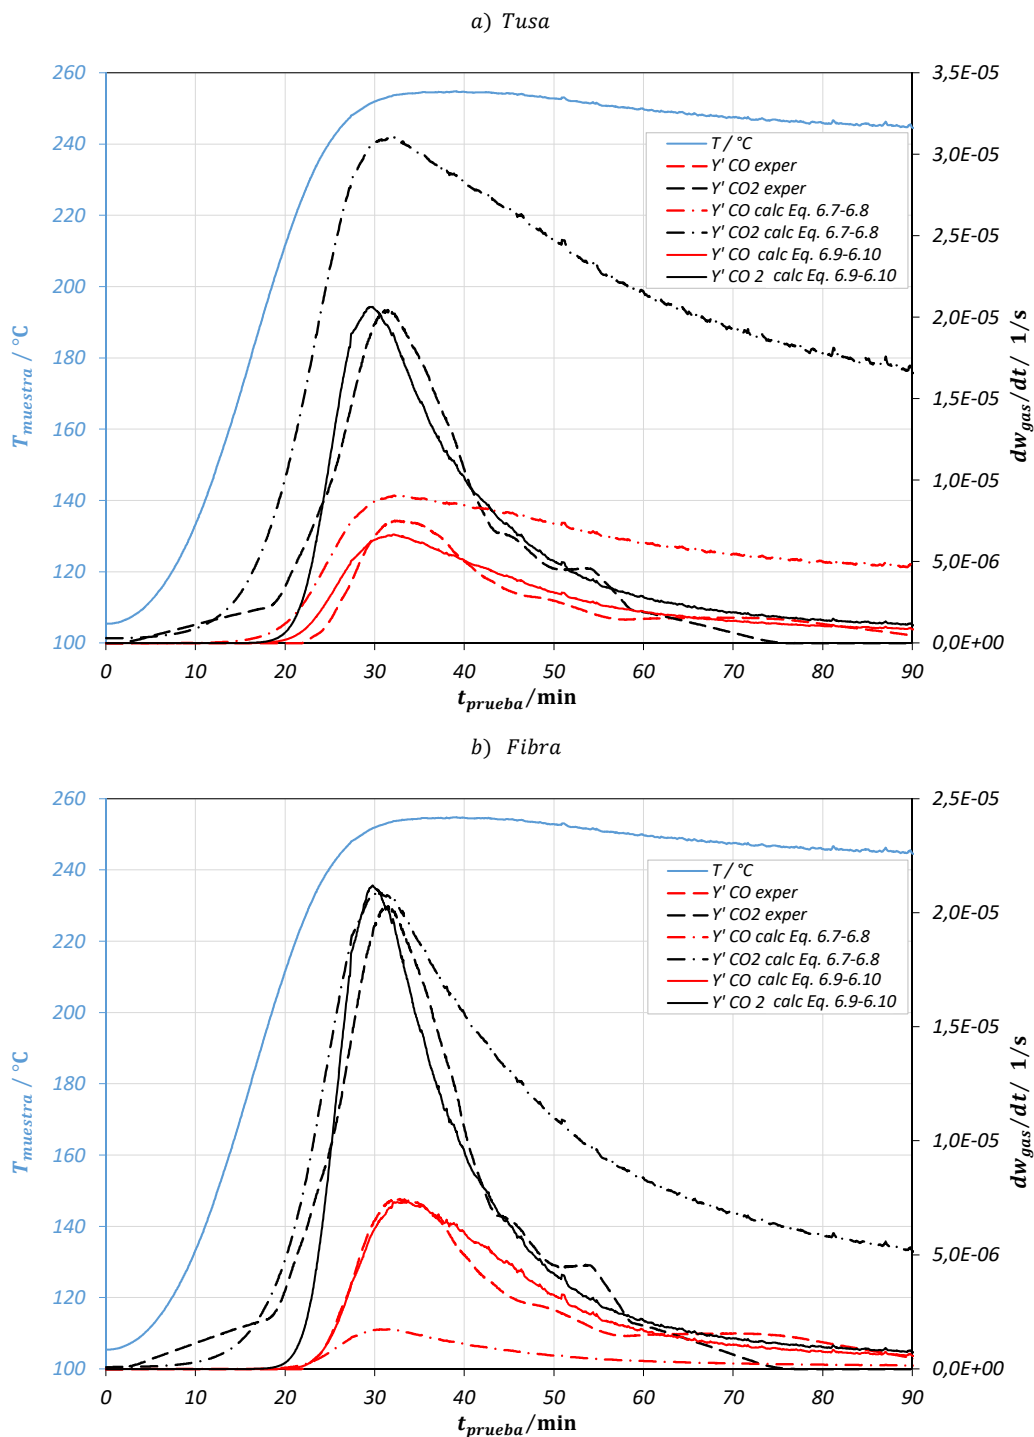 a) Tusa
260
240
220
200
180
160
140
120
100
T_muestra / °C
3,5E-05
3,0E-05
2,5E-05
2,0E-05
1,5E-05
1,0E-05
5,0E-06
0,0E+00
dw_gas/dt/ 1/s
T / °C
Y' CO exper
Y' CO2 exper
Y' CO calc Eq. 6.7-6.8
Y' CO2 calc Eq. 6.7-6.8
Y' CO calc Eq. 6.9-6.10
Y' CO 2 calc Eq. 6.9-6.10
0 10 20 30 40 50 60 70 80 90
t_prueba/min
b) Fibra
260
240
220
200
180
160
140
120
100
T_muestra / °C
2,5E-05
2,0E-05
1,5E-05
1,0E-05
5,0E-06
0,0E+00
dw_gas/dt/ 1/s
T / °C
Y' CO exper
Y' CO2 exper
Y' CO calc Eq. 6.7-6.8
Y' CO2 calc Eq. 6.7-6.8
Y' CO calc Eq. 6.9-6.10
Y' CO 2 calc Eq. 6.9-6.10
0 10 20 30 40 50 60 70 80 90
t_prueba/min